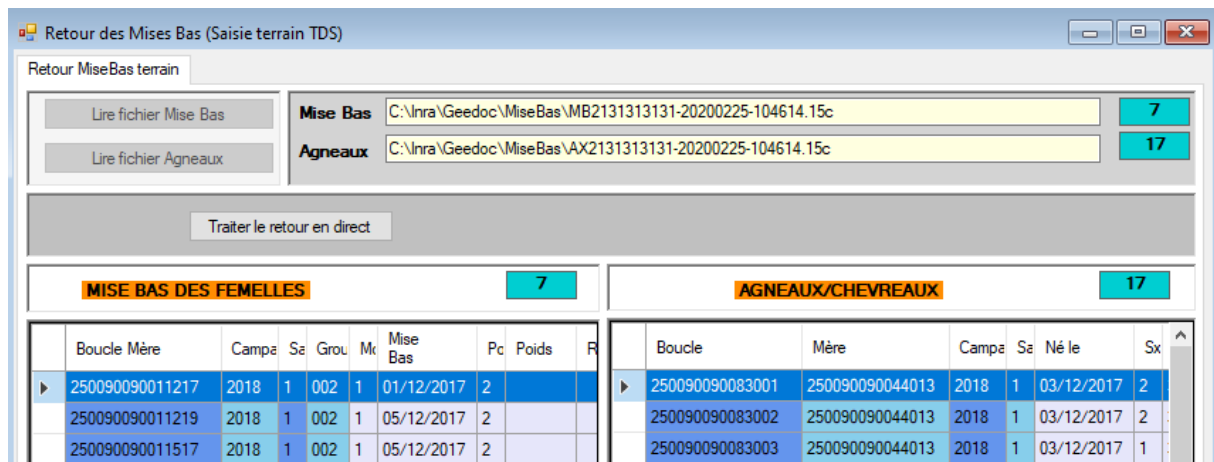 Retour des Mises Bas (Saisie terrain TDS)
Retour MiseBas terrain
Lire fichier Mise Bas
Mise Bas C:\Inra\Geedoc\MiseBas\MB2131313131-20200225-104614.15c 7
Lire fichier Agneaux
Agneaux C:\Inra\Geedoc\MiseBas\AX2131313131-20200225-104614.15c 17
Traiter le retour en direct
MISE BAS DES FEMELLES 7
Boucle Mère Campa Sa Grou Mo Mise Bas Po Poids R
250090090011217 2018 1 002 1 01/12/2017 2
250090090011219 2018 1 002 1 05/12/2017 2
250090090011517 2018 1 002 1 05/12/2017 2
AGNEAUX/CHEVREAUX 17
Boucle Mère Campa Sa Né le Sx
250090090083001 250090090044013 2018 1 03/12/2017 2
250090090083002 250090090044013 2018 1 03/12/2017 2
250090090083003 250090090044013 2018 1 03/12/2017 1